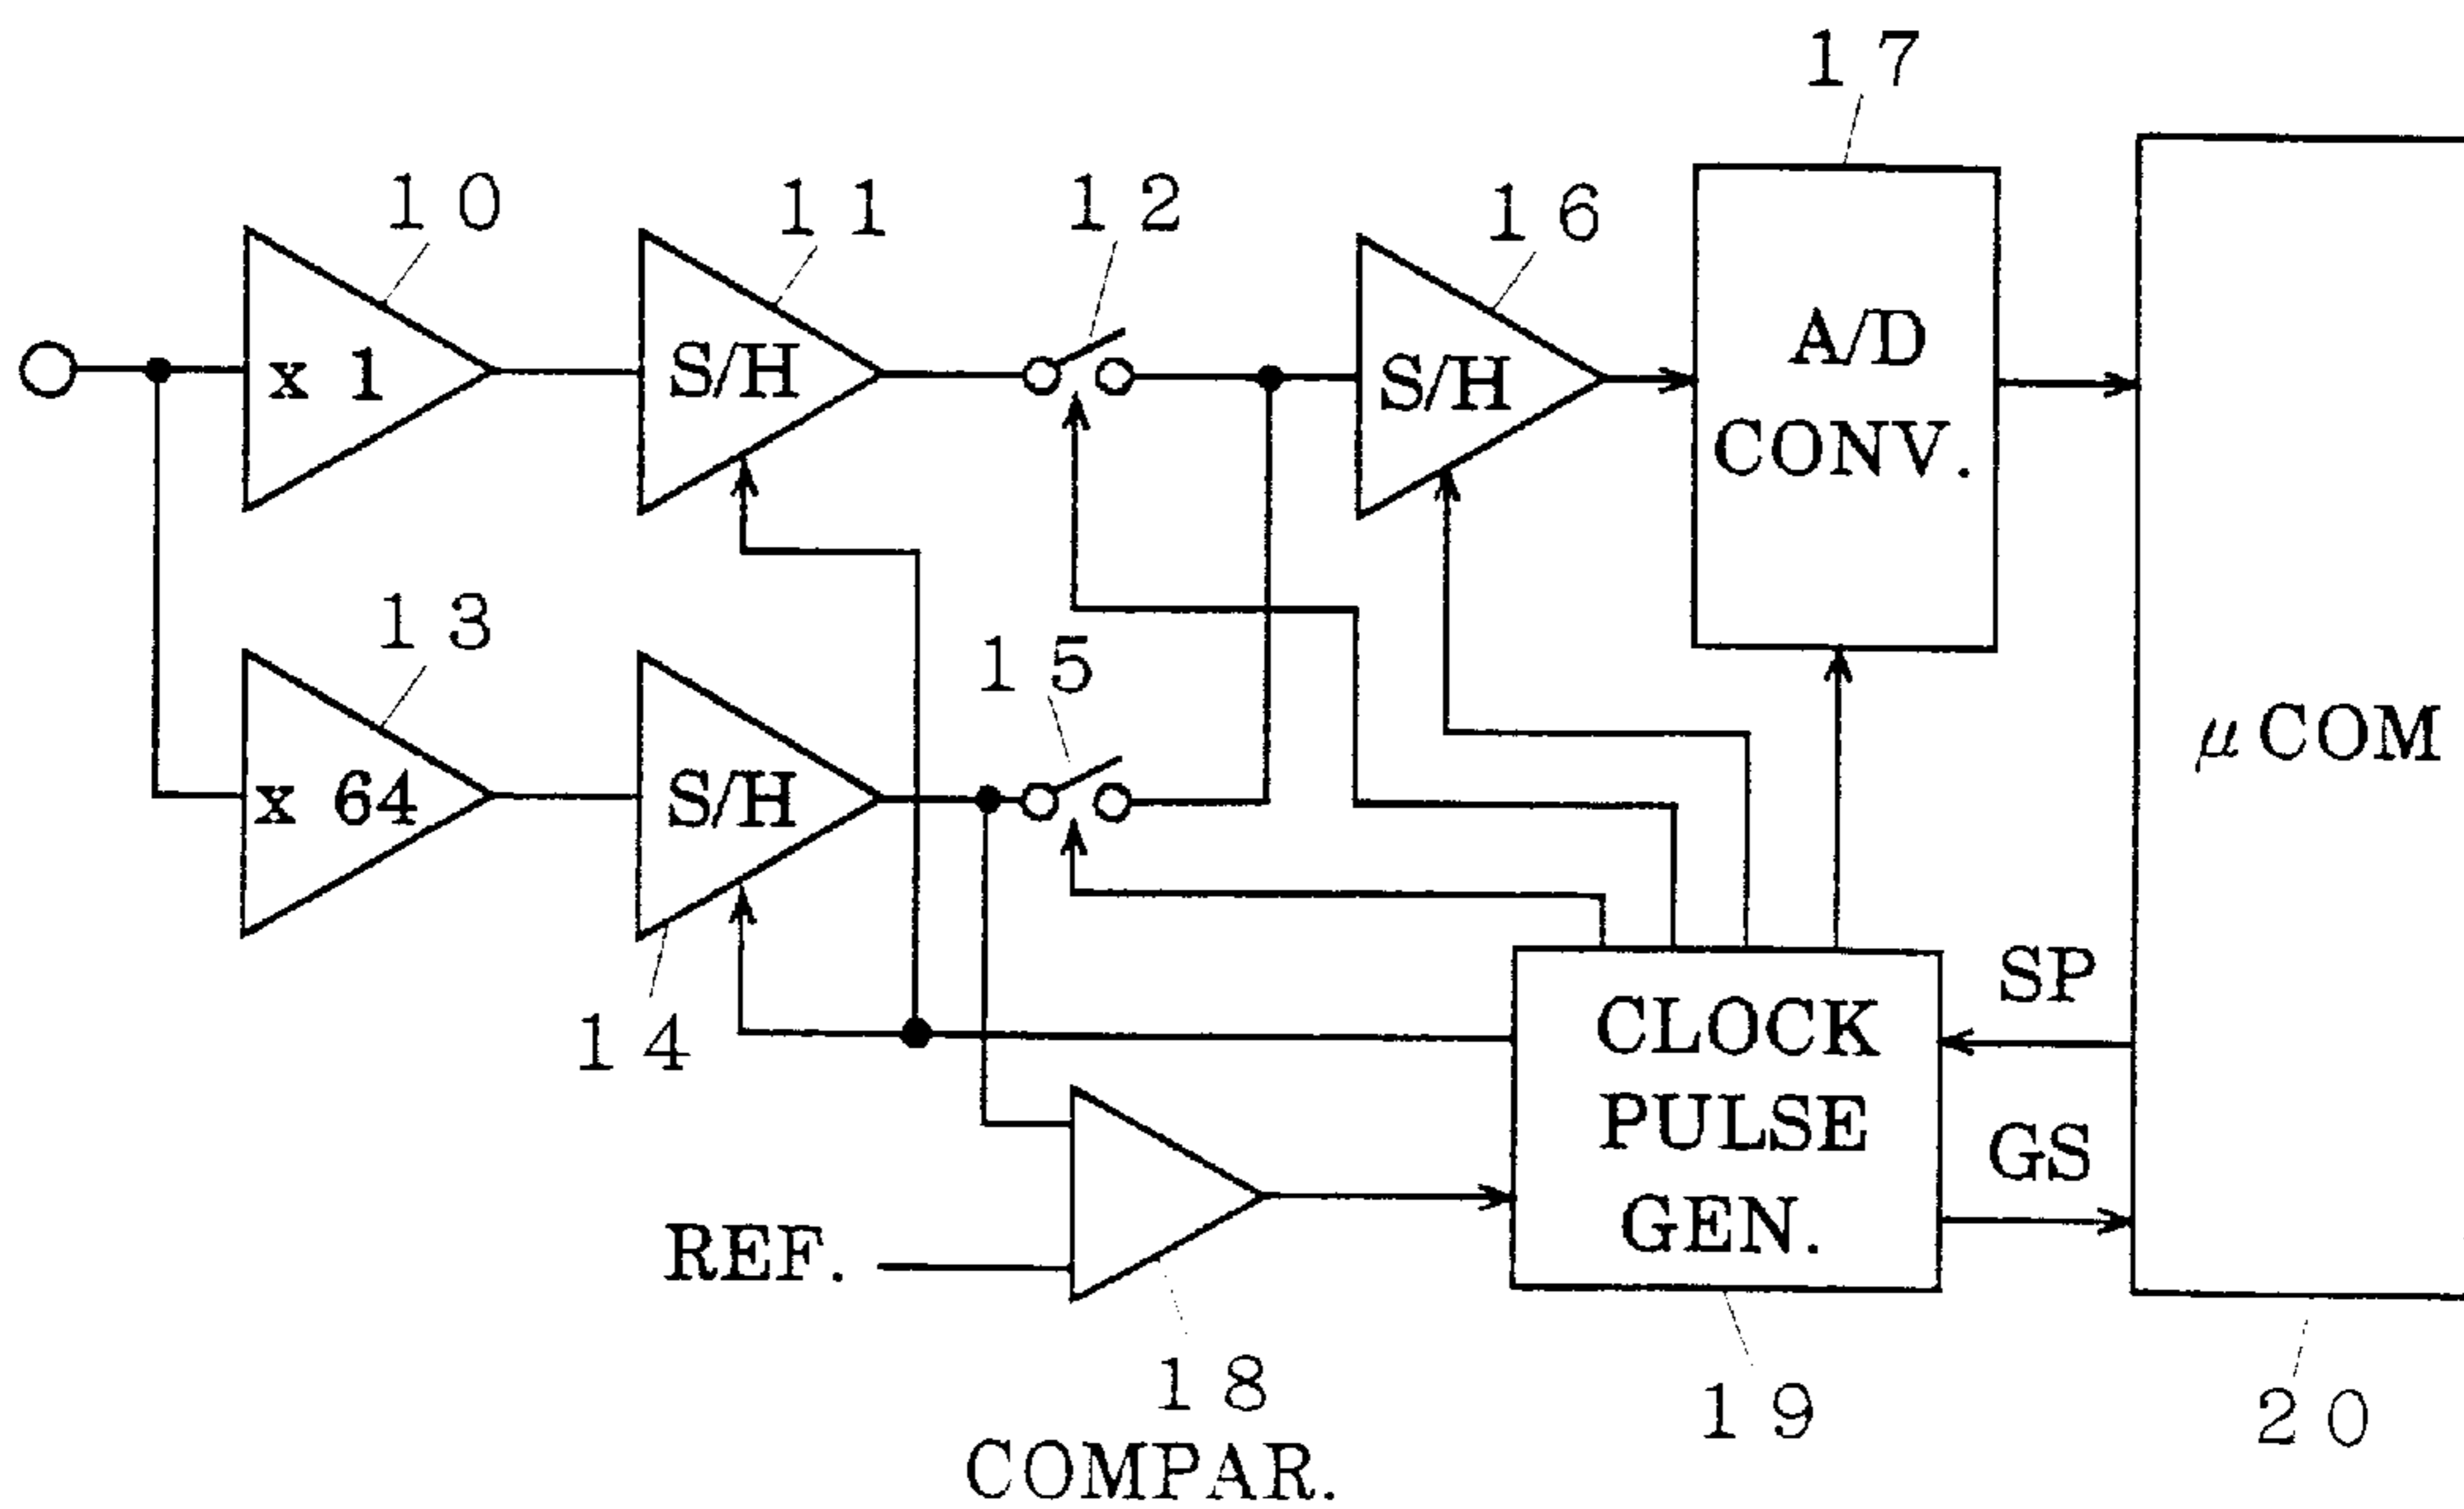 17
10
11
12
16
x 1
S/H
S/H
A/D
CONV.
13
15
x 64
S/H
μCOM
14
SP
CLOCK
PULSE
GEN.
GS
REF.
18
COMPAR.
19
20